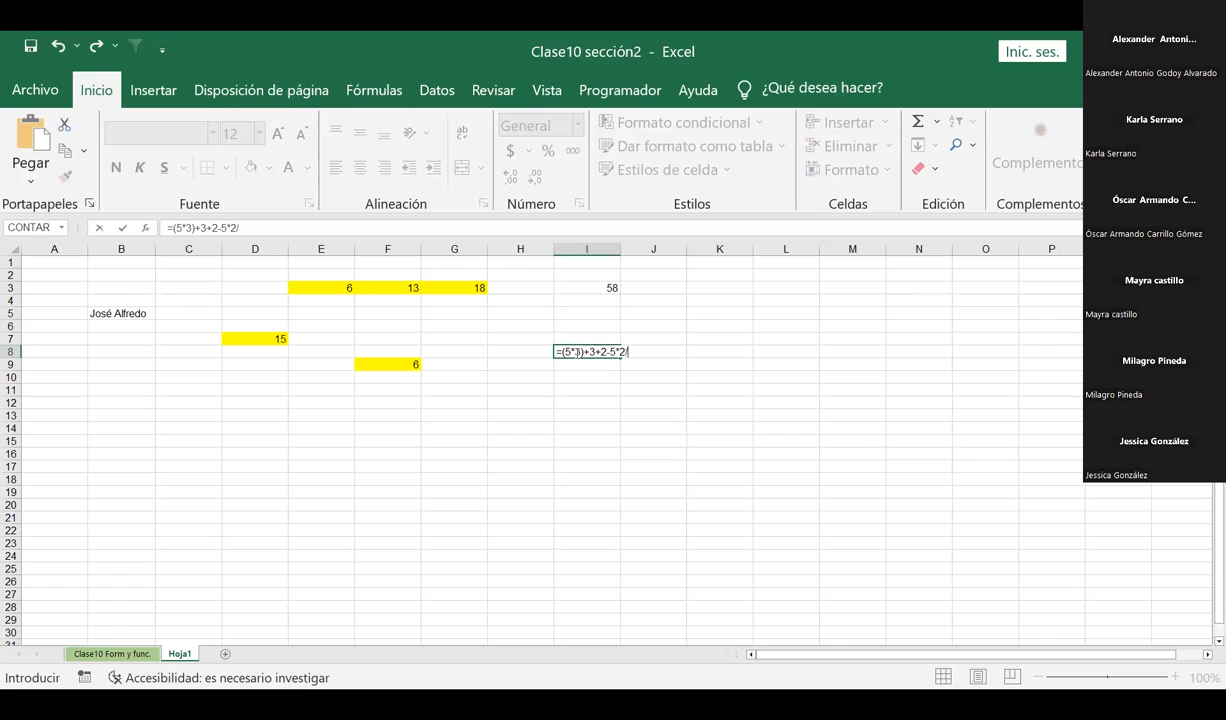 Clase10 sección2 - Excel
Inic. ses.
Archivo Inicio Insertar Disposición de página Fórmulas Datos Revisar Vista Programador Ayuda ¿Qué desea hacer?
Pegar
12
N K S
A
ab
General
$ % 000
Formato condicional
Dar formato como tabla
Estilos de celda
Insertar
Eliminar
Formato
Σ
Complemento
Portapapeles Fuente Alineación Número Estilos Celdas Edición Complementos
CONTAR fx =(5*3)+3+2-5*2/
A B C D E F G H I J K L M N O P
1
2
3 6 13 18 58
4
5 José Alfredo
6
7 15
8 =(5*3)+3+2-5*2/
9 6
10
11
12
13
14
15
16
17
18
19
20
21
22
23
24
25
26
27
28
29
30
31
Clase10 Form y func. Hoja1
Introducir Accesibilidad: es necesario investigar 100%
Alexander Antoni...
Alexander Antonio Godoy Alvarado
Karla Serrano
Karla Serrano
Óscar Armando C...
Óscar Armando Carrillo Gómez
Mayra castillo
Mayra castillo
Milagro Pineda
Milagro Pineda
Jessica González
Jessica González